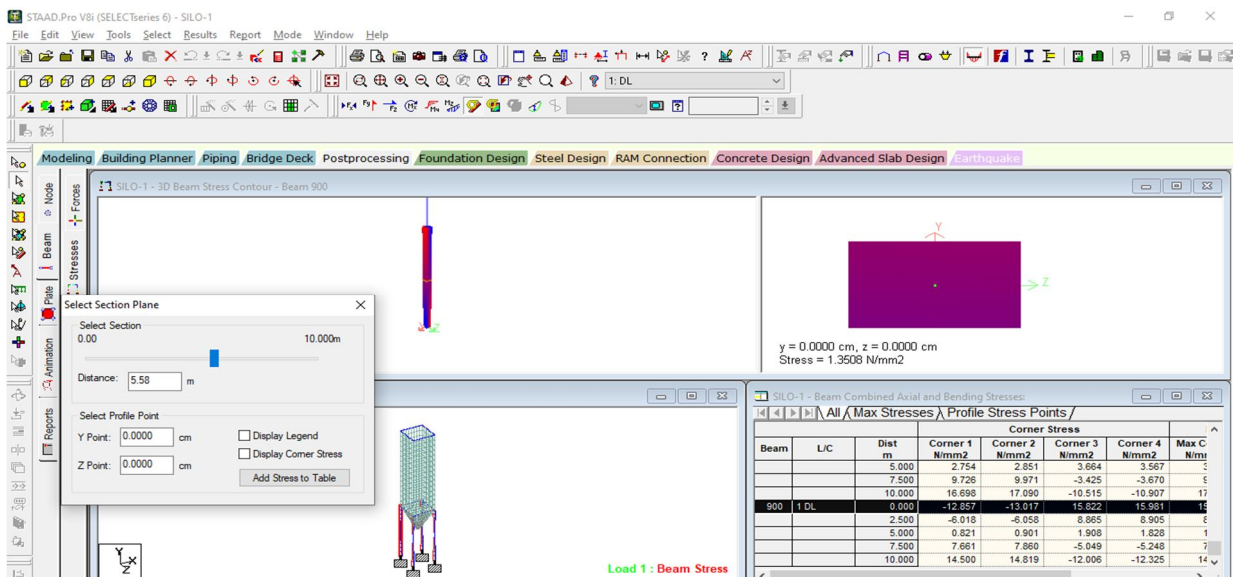 STAAD.Pro V8i (SELECTseries 6) - SILO-1
File Edit View Tools Select Results Report Mode Window Help
1: DL
Modeling Building Planner Piping Bridge Deck Postprocessing Foundation Design Steel Design RAM Connection Concrete Design Advanced Slab Design Earthquake
Node
Beam
Plate
Animation
Reports
Forces
Stresses
SILO-1 - 3D Beam Stress Contour - Beam 900
Y
Z
y = 0.0000 cm, z = 0.0000 cm
Stress = 1.3508 N/mm2
Select Section Plane
Select Section
0.00 10.000m
Distance: 5.58 m
Select Profile Point
Y Point: 0.0000 cm
Display Legend
Display Corner Stress
Z Point: 0.0000 cm
Add Stress to Table
Y
X
Z
Load 1 : Beam Stress
SILO-1 - Beam Combined Axial and Bending Stresses:
All Max Stresses Profile Stress Points
Corner Stress
Beam L/C Dist m Corner 1 N/mm2 Corner 2 N/mm2 Corner 3 N/mm2 Corner 4 N/mm2
5.000 2.754 2.851 3.664 3.567
7.500 9.726 9.971 -3.425 -3.670
10.000 16.698 17.090 -10.515 -10.907
900 1 DL 0.000 -12.857 -13.017 15.822 15.981
2.500 -6.018 -6.058 8.865 8.905
5.000 0.821 0.901 1.908 1.828
7.500 7.661 7.860 -5.049 -5.248
10.000 14.500 14.819 -12.006 -12.325